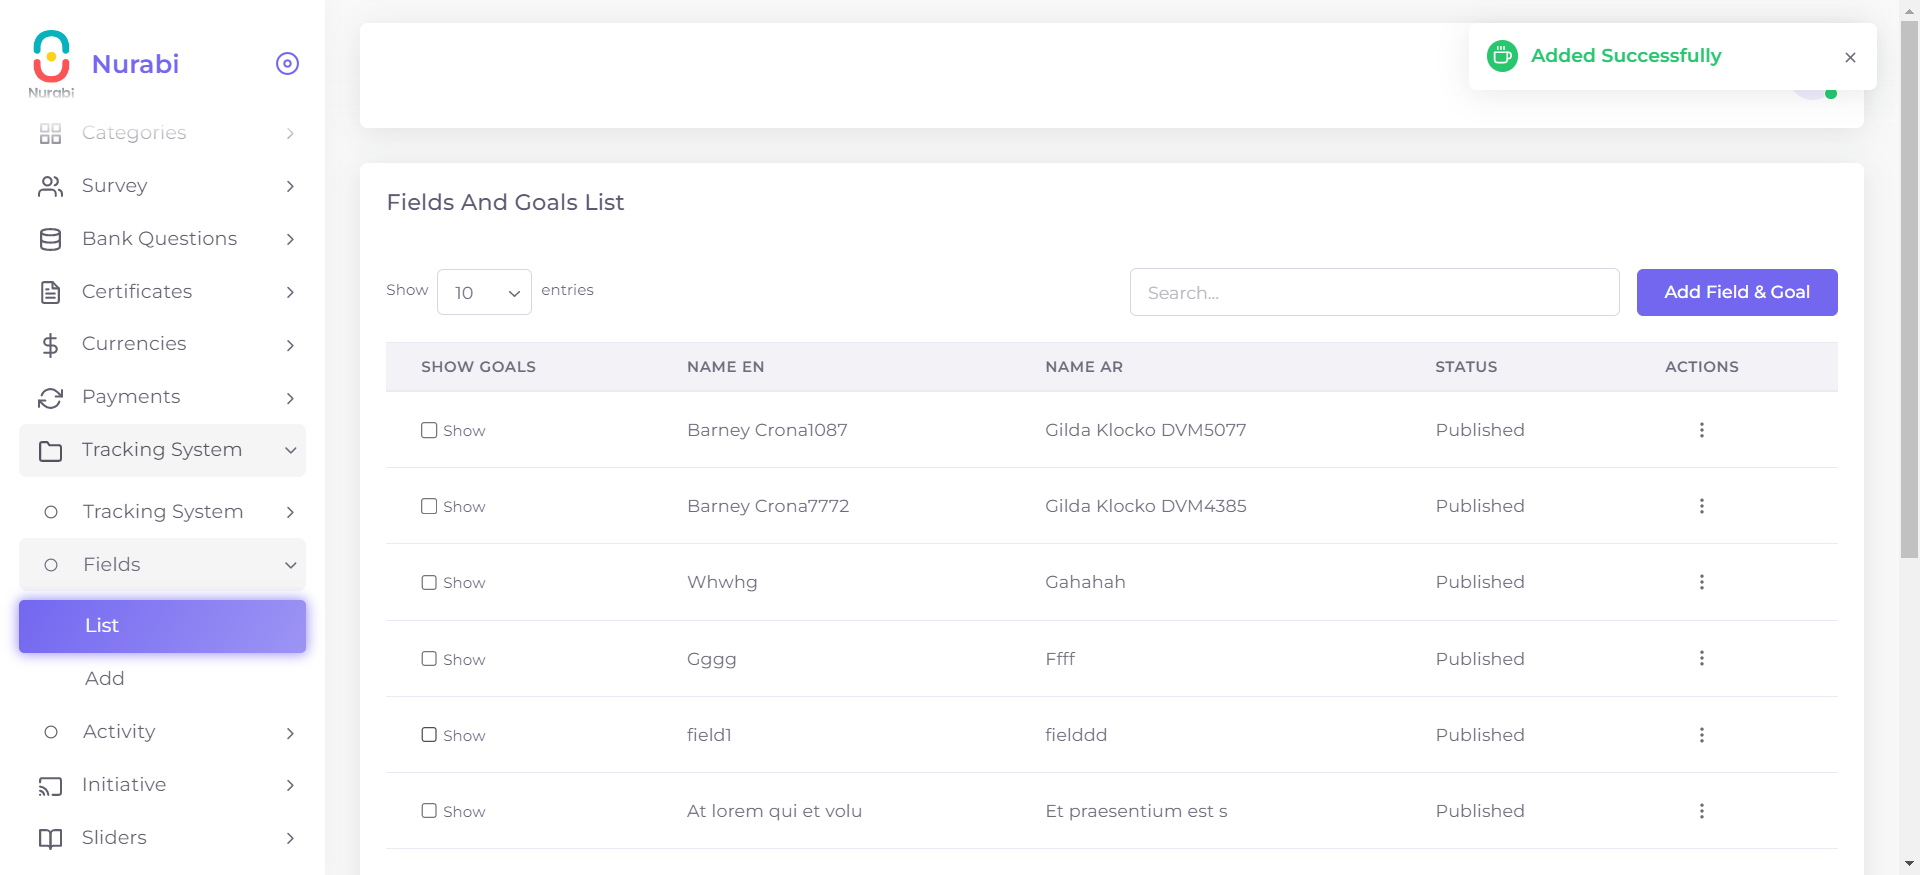 Nurabi
Nurabi
Categories
Survey
Bank Questions
Certificates
Currencies
Payments
Tracking System
Tracking System
Fields
List
Add
Activity
Initiative
Sliders
Added Successfully
Fields And Goals List
Show 10 entries
Search...
Add Field & Goal
SHOW GOALS NAME EN NAME AR STATUS ACTIONS
Show Barney Crona1087 Gilda Klocko DVM5077 Published
Show Barney Crona7772 Gilda Klocko DVM4385 Published
Show Whwhg Gahahah Published
Show Gggg Ffff Published
Show field1 fielddd Published
Show At lorem qui et volu Et praesentium est s Published